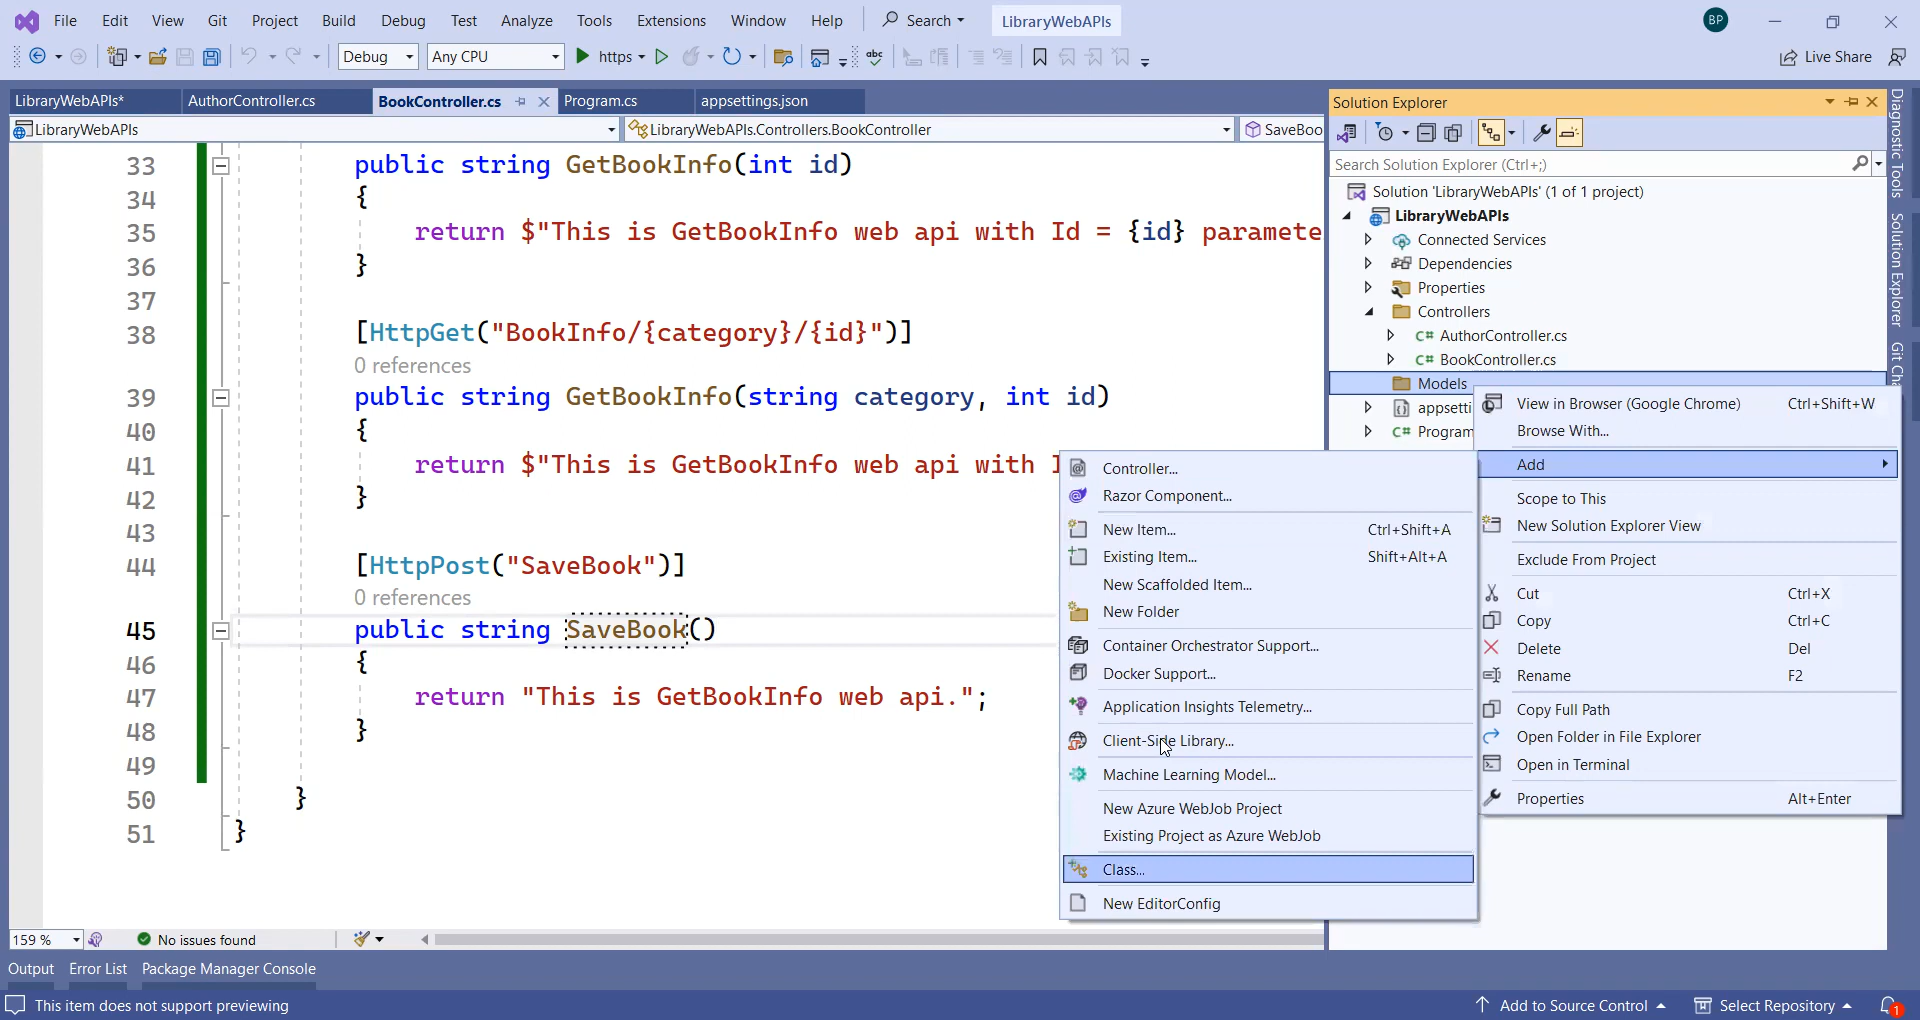 File Edit View Git Project Build Debug Test Analyze Tools Extensions Window Help Search LibraryWebAPIs BP
Debug Any CPU https Live Share
LibraryWebAPIs* AuthorController.cs BookController.cs Program.cs appsettings.json
LibraryWebAPIs LibraryWebAPIs.Controllers.BookController SaveBoo
33 public string GetBookInfo(int id)
34 {
35 return $"This is GetBookInfo web api with Id = {id} paramete
36 }
37
38 [HttpGet("BookInfo/{category}/{id}")]
0 references
39 public string GetBookInfo(string category, int id)
40 {
41 return $"This is GetBookInfo web api with I
42 }
43
44 [HttpPost("SaveBook")]
0 references
45 public string SaveBook()
46 {
47 return "This is GetBookInfo web api.";
48 }
49
50 }
51 }
159 % No issues found
Solution Explorer
Search Solution Explorer (Ctrl+;)
Solution 'LibraryWebAPIs' (1 of 1 project)
LibraryWebAPIs
Connected Services
Dependencies
Properties
Controllers
C# AuthorController.cs
C# BookController.cs
Models
appsetti
C# Program
View in Browser (Google Chrome) Ctrl+Shift+W
Browse With...
Add
Scope to This
New Solution Explorer View
Exclude From Project
Cut Ctrl+X
Copy Ctrl+C
Delete Del
Rename F2
Copy Full Path
Open Folder in File Explorer
Open in Terminal
Properties Alt+Enter
Controller...
Razor Component...
New Item... Ctrl+Shift+A
Existing Item... Shift+Alt+A
New Scaffolded Item...
New Folder
Container Orchestrator Support...
Docker Support...
Application Insights Telemetry...
Client-Side Library...
Machine Learning Model...
New Azure WebJob Project
Existing Project as Azure WebJob
Class...
New EditorConfig
Diagnostic Tools
Solution Explorer
Git Cha
Output Error List Package Manager Console
This item does not support previewing Add to Source Control Select Repository 1